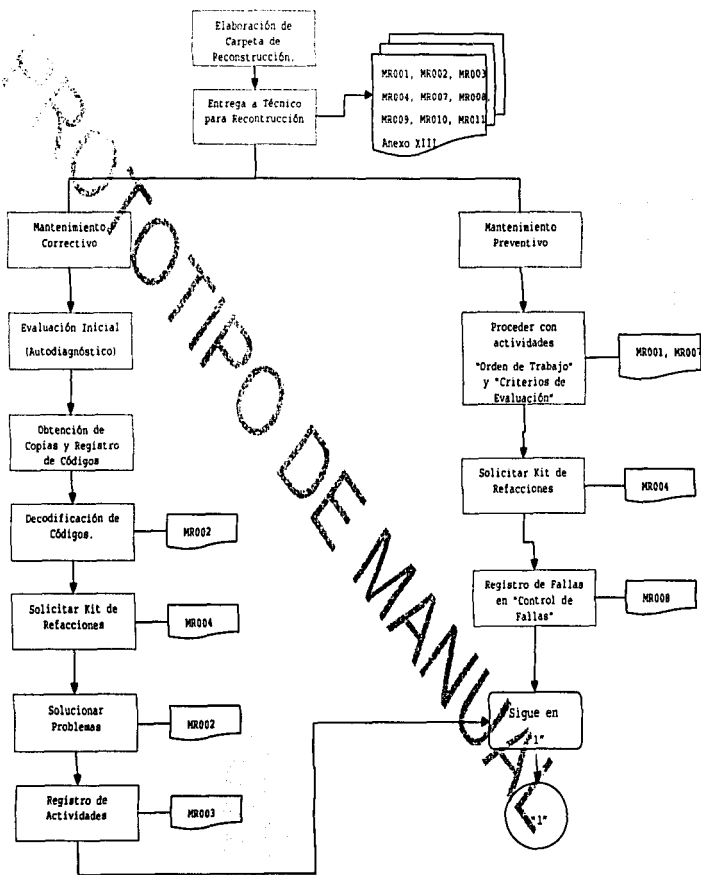 Elaboración de
Carpeta de
Reconstrucción.
Entrega a Técnico
para Recontrucción
MR001, MR002, MR003
MR004, MR007, MR008,
MR009, MR010, MR011
Anexo XIII
Mantenimiento
Correctivo
Evaluación Inicial
(Autodiagnóstico)
Obtención de
Copias y Registro
de Códigos
Decodificación de
Códigos.
MR002
Solicitar Kit de
Refacciones
MR004
Solucionar
Problemas
MR002
Registro de
Actividades
MR003
Mantenimiento
Preventivo
Proceder con
actividades
"Orden de Trabajo"
y "Criterios de
Evaluación"
MR001, MR007
Solicitar Kit de
Refacciones
MR004
Registro de Fallas
en "Control de
Fallas"
MR008
Sigue en
"1"
"1"
PROTOTIPO DE MANUAL